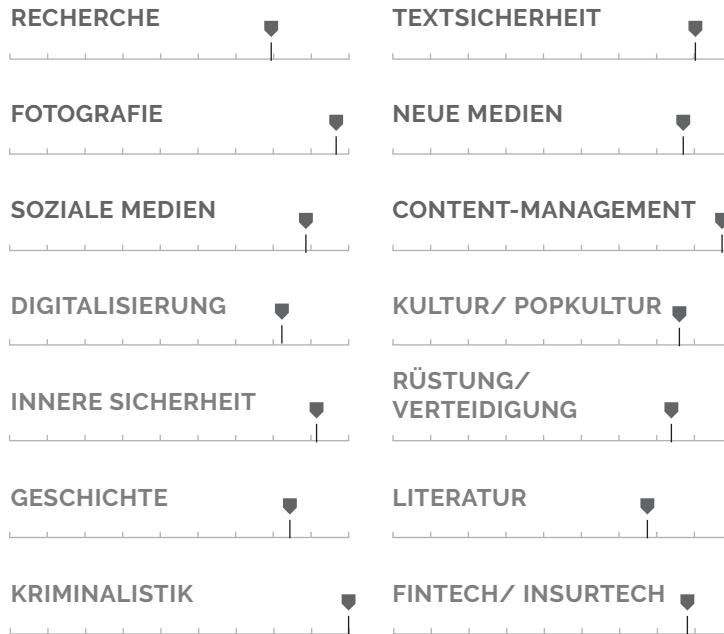 RECHERCHE
TEXTSICHERHEIT
FOTOGRAFIE
NEUE MEDIEN
SOZIALE MEDIEN
CONTENT-MANAGEMENT
DIGITALISIERUNG
KULTUR/ POPKULTUR
INNERE SICHERHEIT
RÜSTUNG/
VERTEIDIGUNG
GESCHICHTE
LITERATUR
KRIMINALISTIK
FINTECH/ INSURTECH